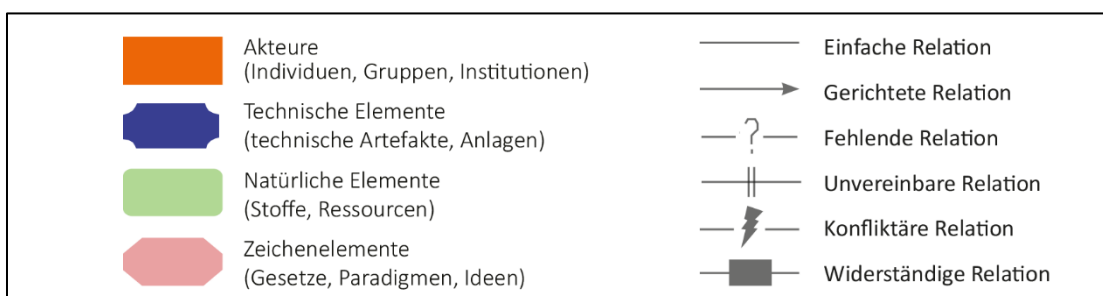 Akteure
(Individuen, Gruppen, Institutionen)
Technische Elemente
(technische Artefakte, Anlagen)
Natürliche Elemente
(Stoffe, Ressourcen)
Zeichenelemente
(Gesetze, Paradigmen, Ideen)
Einfache Relation
Gerichtete Relation
?
Fehlende Relation
Unvereinbare Relation
Konfliktäre Relation
Widerständige Relation